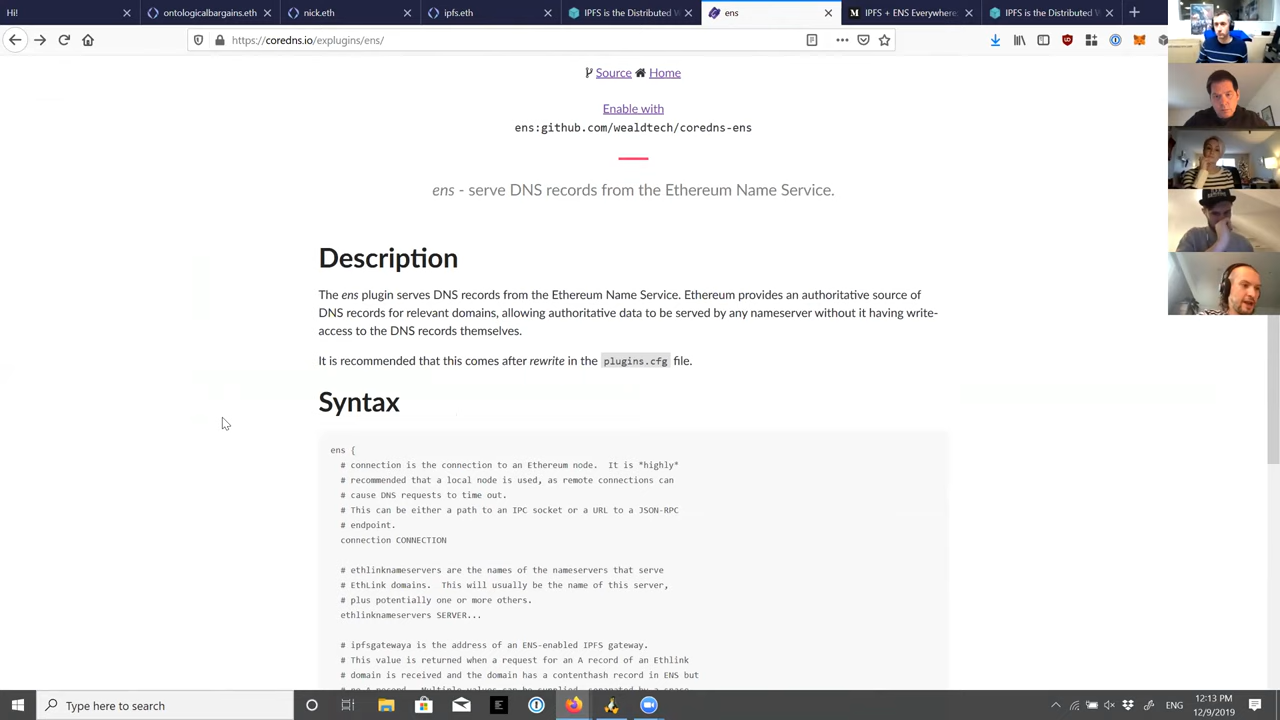 Hi!
ontologicalbargains.eth
nick.eth
ipfs.eth
IPFS is the Distributed W
ens
IPFS + ENS Everywhere
IPFS is the Distributed W
https://coredns.io/explugins/ens/
Source Home
Enable with
ens:github.com/wealdtech/coredns-ens
ens - serve DNS records from the Ethereum Name Service.
Description
The ens plugin serves DNS records from the Ethereum Name Service. Ethereum provides an authoritative source of
DNS records for relevant domains, allowing authoritative data to be served by any nameserver without it having write-
access to the DNS records themselves.
It is recommended that this comes after rewrite in the plugins.cfg file.
Syntax
ens {
# connection is the connection to an Ethereum node. It is *highly*
# recommended that a local node is used, as remote connections can
# cause DNS requests to time out.
# This can be either a path to an IPC socket or a URL to a JSON-RPC
# endpoint.
connection CONNECTION
# ethlinknameservers are the names of the nameservers that serve
# EthLink domains. This will usually be the name of this server,
# plus potentially one or more others.
ethlinknameservers SERVER...
# ipfsgatewaya is the address of an ENS-enabled IPFS gateway.
# This value is returned when a request for an A record of an Ethlink
# domain is received and the domain has a contenthash record in ENS but
# no A record. Multiple values can be supplied, separated by a space
Type here to search
ENG
12:13 PM
12/9/2019